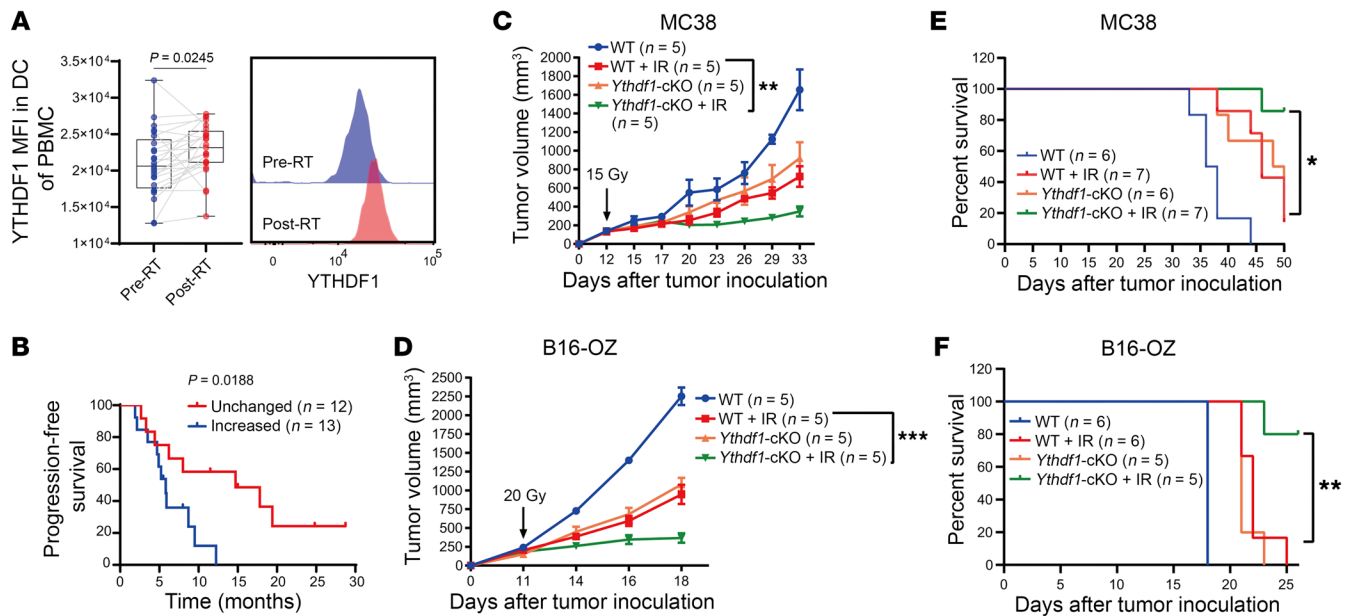 A
P = 0.0245
YTHDF1 MFI in DC
of PBMC
3.5×10⁴
3×10⁴
2.5×10⁴
2×10⁴
1.5×10⁴
1×10⁴
Pre-RT
Post-RT
Pre-RT
Post-RT
0
10⁴
10⁵
YTHDF1
B
P = 0.0188
Unchanged (n = 12)
Increased (n = 13)
Progression-free
survival
100
80
60
40
20
0
0 5 10 15 20 25 30
Time (months)
C
MC38
WT (n = 5)
WT + IR (n = 5)
Ythdf1-cKO (n = 5)
Ythdf1-cKO + IR
(n = 5)
**
15 Gy
Tumor volume (mm³)
2000
1800
1600
1400
1200
1000
800
600
400
200
0
0 12 15 17 20 23 26 29 33
Days after tumor inoculation
D
B16-OZ
WT (n = 5)
WT + IR (n = 5)
Ythdf1-cKO (n = 5)
Ythdf1-cKO + IR (n = 5)
***
20 Gy
Tumor volume (mm³)
2500
2250
2000
1750
1500
1250
1000
750
500
250
0
0 11 14 16 18
Days after tumor inoculation
E
MC38
WT (n = 6)
WT + IR (n = 7)
Ythdf1-cKO (n = 6)
Ythdf1-cKO + IR (n = 7)
*
Percent survival
120
100
80
60
40
20
0
0 5 10 15 20 25 30 35 40 45 50
Days after tumor inoculation
F
B16-OZ
WT (n = 6)
WT + IR (n = 6)
Ythdf1-cKO (n = 5)
Ythdf1-cKO + IR (n = 5)
**
Percent survival
120
100
80
60
40
20
0
0 5 10 15 20 25
Days after tumor inoculation